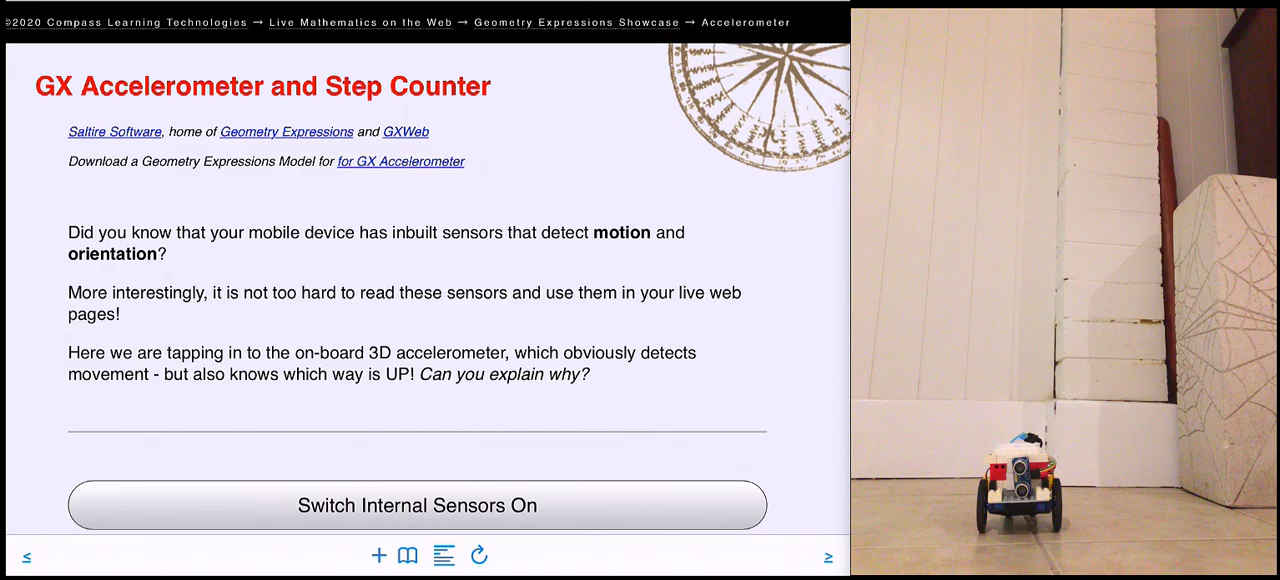 ©2020 Compass Learning Technologies → Live Mathematics on the Web → Geometry Expressions Showcase → Accelerometer
GX Accelerometer and Step Counter
Saltire Software, home of Geometry Expressions and GXWeb
Download a Geometry Expressions Model for for GX Accelerometer
Did you know that your mobile device has inbuilt sensors that detect motion and
orientation?
More interestingly, it is not too hard to read these sensors and use them in your live web
pages!
Here we are tapping in to the on-board 3D accelerometer, which obviously detects
movement - but also knows which way is UP! Can you explain why?
Switch Internal Sensors On
≤ + ≥